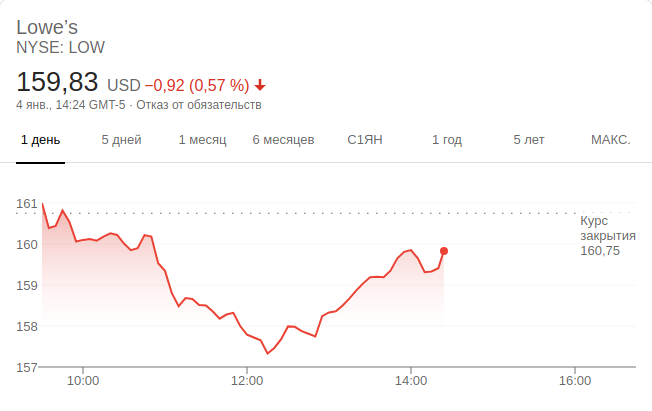 Lowe’s
NYSE: LOW
159,83 USD −0,92 (0,57 %)
4 янв., 14:24 GMT-5 · Отказ от обязательств
1 день 5 дней 1 месяц 6 месяцев С1ЯН 1 год 5 лет МАКС.
161
160
159
158
157
Курс
закрытия
160,75
10:00 12:00 14:00 16:00